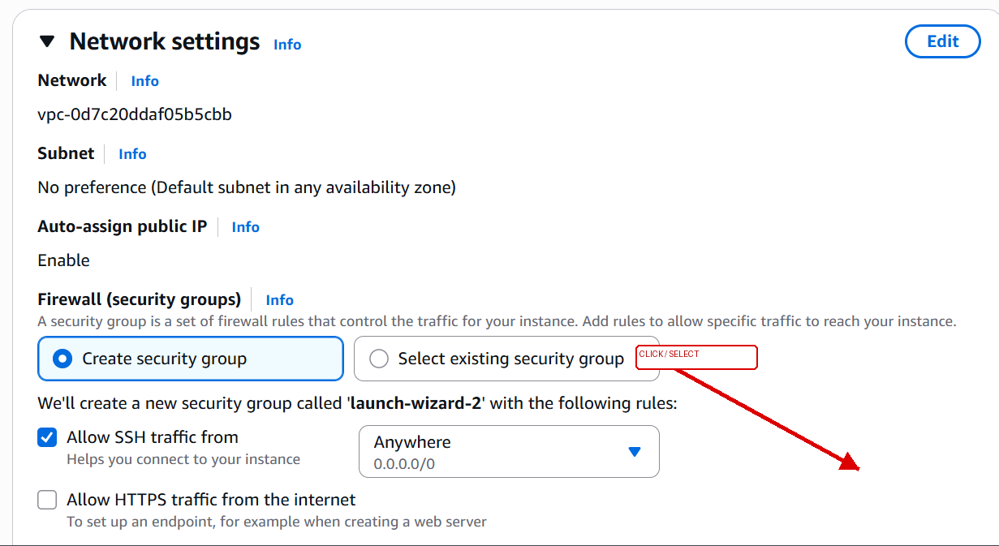 ▼ Network settings Info Edit
Network Info
vpc-0d7c20ddaf05b5cbb
Subnet Info
No preference (Default subnet in any availability zone)
Auto-assign public IP Info
Enable
Firewall (security groups) Info
A security group is a set of firewall rules that control the traffic for your instance. Add rules to allow specific traffic to reach your instance.
Create security group Select existing security group CLICK/SELECT
We'll create a new security group called 'launch-wizard-2' with the following rules:
Allow SSH traffic from Anywhere
Helps you connect to your instance 0.0.0.0/0
Allow HTTPS traffic from the internet
To set up an endpoint, for example when creating a web server